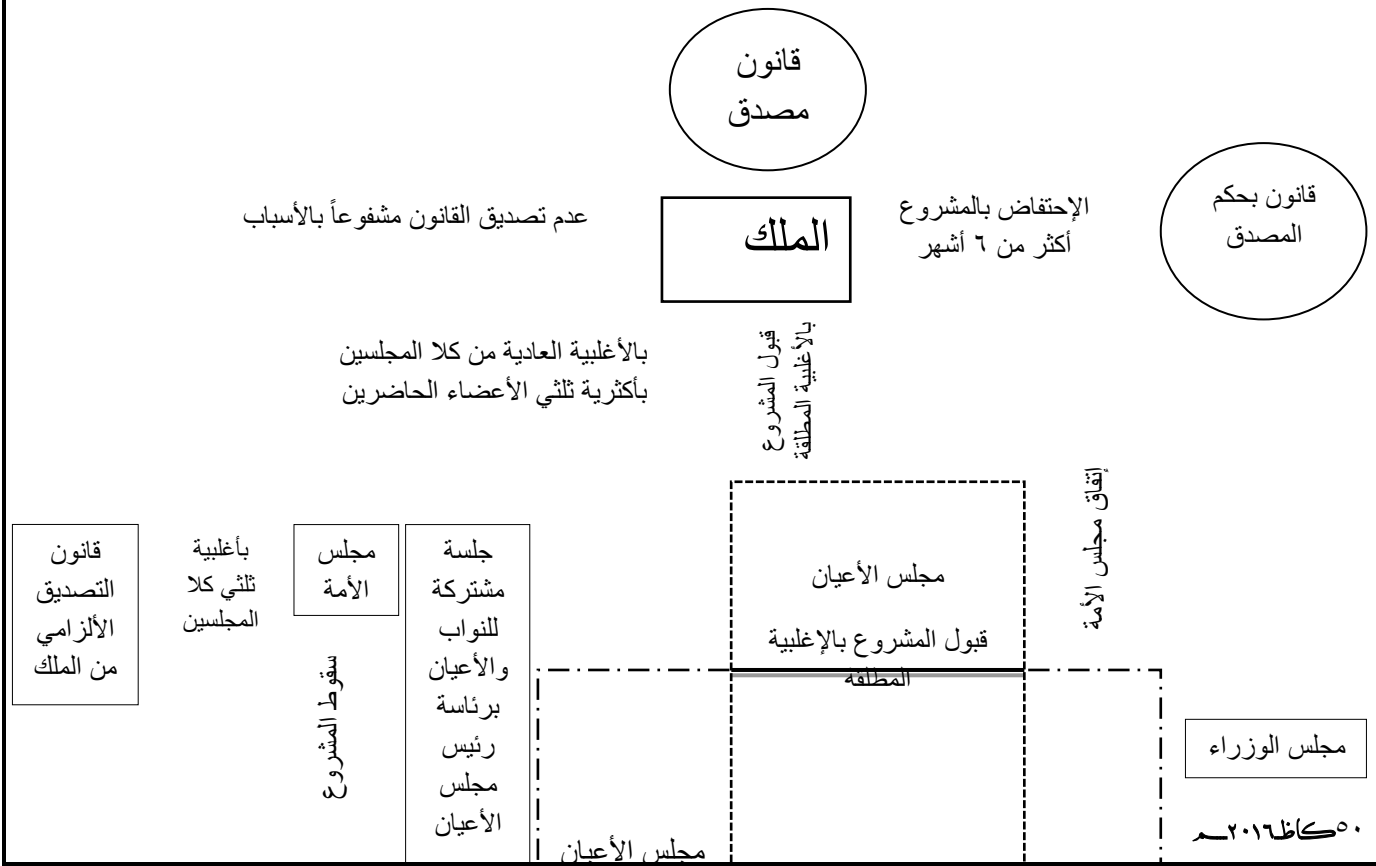 قانون
مصدق
قانون بحكم
المصدق
الإحتفاض بالمشروع
أكثر من ٦ أشهر
الملك
عدم تصديق القانون مشفوعاً بالأسباب
قبول المشروع
بالأغلبية المطلقة
بالأغلبية العادية من كلا المجلسين
بأكثرية ثلثي الأعضاء الحاضرين
إتفاق مجلس الأمة
مجلس الأعيان
قبول المشروع بالإغلبية
المطلقة
جلسة
مشتركة
للنواب
والأعيان
برئاسة
رئيس
مجلس
الأعيان
مجلس
الأمة
سقوط المشروع
بأغلبية
ثلثي كلا
المجلسين
قانون
التصديق
الألزامي
من الملك
مجلس الوزراء
مجلس الأعيان